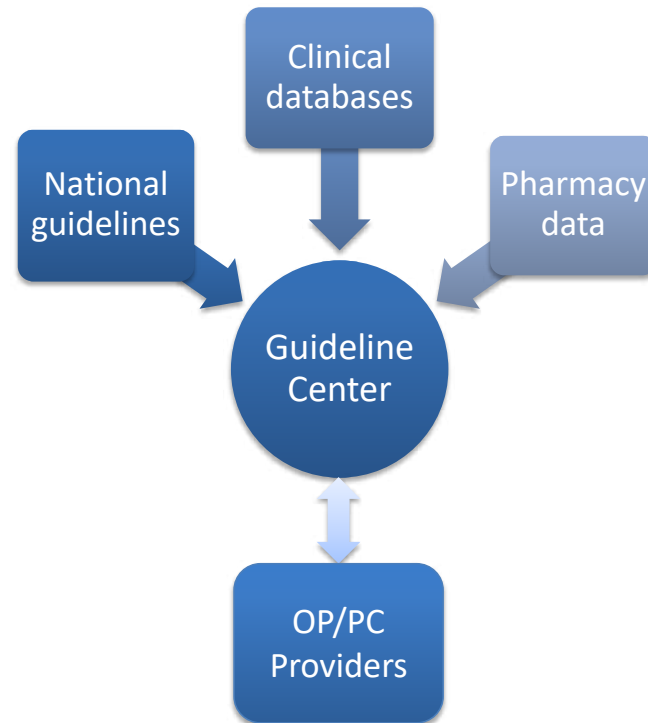 Clinical
databases
National
guidelines
Pharmacy
data
Guideline
Center
OP/PC
Providers